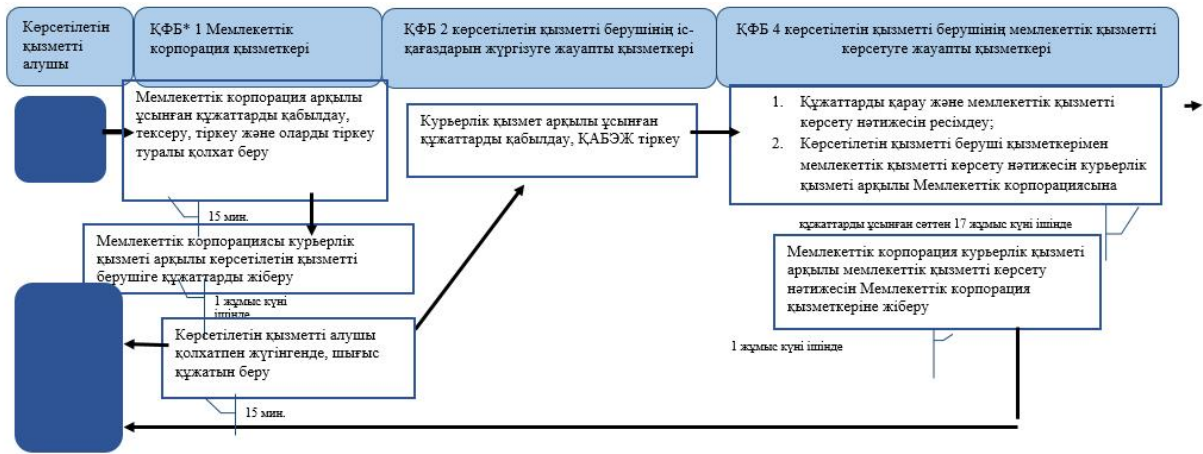 Көрсетілетін
қызметті
алушы
ҚФБ* 1 Мемлекеттік
корпорация қызметкері
ҚФБ 2 көрсетілетін қызметті берушінің іс-
қағаздарын жүргізуге жауапты қызметкері
ҚФБ 4 көрсетілетін қызметті берушінің мемлекеттік қызметті
көрсетуге жауапты қызметкері
Мемлекеттік корпорация арқылы
ұсынған құжаттарды қабылдау,
тексеру, тіркеу және оларды тіркеу
туралы қолхат беру
15 мин.
Курьерлік қызмет арқылы ұсынған
құжаттарды қабылдау, ҚАБЭЖ тіркеу
1. Құжаттарды қарау және мемлекеттік қызметті
көрсету нәтижесін ресімдеу;
2. Көрсетілетін қызметті беруші қызметкерімен
мемлекеттік қызметті көрсету нәтижесін курьерлік
қызметі арқылы Мемлекеттік корпорациясына
құжаттарды ұсынған сәттен 17 жұмыс күні ішінде
Мемлекеттік корпорациясы курьерлік
қызметі арқылы көрсетілетін қызметті
берушіге құжаттарды жіберу
1 жұмыс күні
ішінде
Мемлекеттік корпорация курьерлік қызметі
арқылы мемлекеттік қызметті көрсету
нәтижесін Мемлекеттік корпорация
қызметкеріне жіберу
1 жұмыс күні ішінде
Көрсетілетін қызметті алушы
қолхатпен жүгінгенде, шығыс
құжатын беру
15 мин.